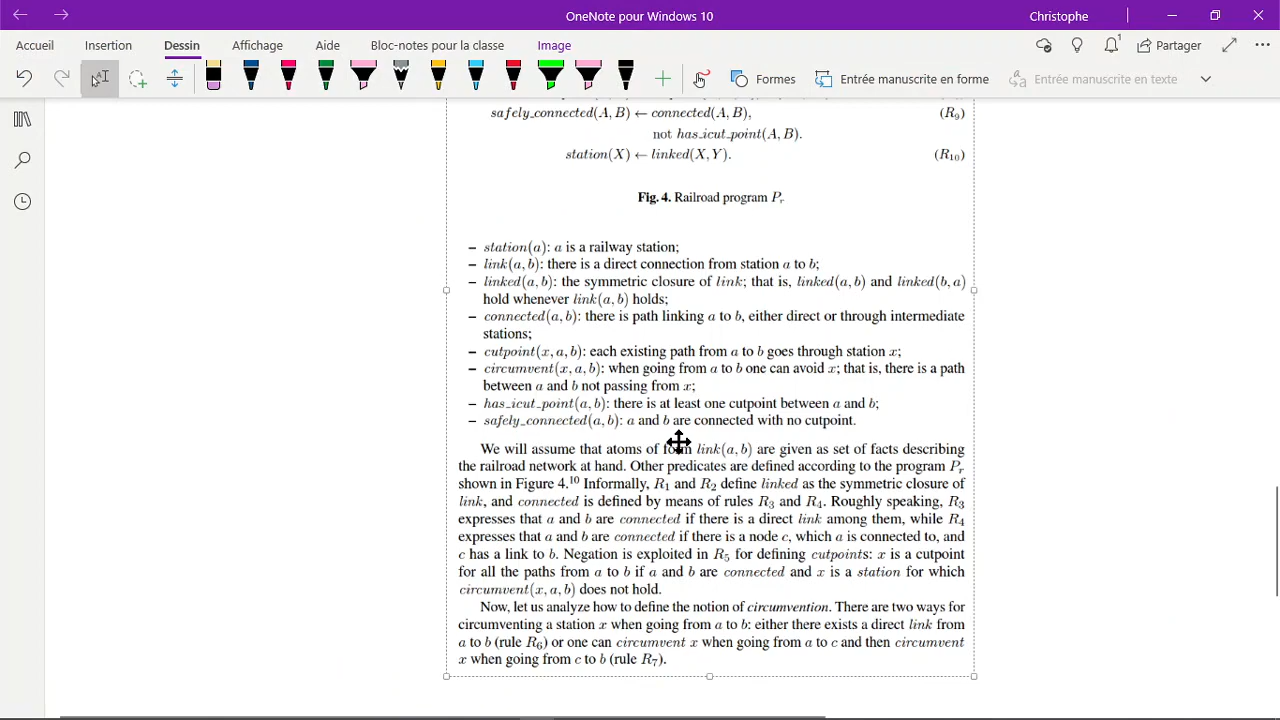 OneNote pour Windows 10
Christophe
Accueil Insertion Dessin Affichage Aide Bloc-notes pour la classe Image Partager
Formes Entrée manuscrite en forme Entrée manuscrite en texte
safely_connected(A, B) ← connected(A, B), (R₉)
not has_icut_point(A, B).
station(X) ← linked(X, Y). (R₁₀)
Fig. 4. Railroad program Pᵣ
– station(a): a is a railway station;
– link(a, b): there is a direct connection from station a to b;
– linked(a, b): the symmetric closure of link; that is, linked(a, b) and linked(b, a)
hold whenever link(a, b) holds;
– connected(a, b): there is path linking a to b, either direct or through intermediate
stations;
– cutpoint(x, a, b): each existing path from a to b goes through station x;
– circumvent(x, a, b): when going from a to b one can avoid x; that is, there is a path
between a and b not passing from x;
– has_icut_point(a, b): there is at least one cutpoint between a and b;
– safely_connected(a, b): a and b are connected with no cutpoint.
We will assume that atoms of form link(a, b) are given as set of facts describing
the railroad network at hand. Other predicates are defined according to the program Pᵣ
shown in Figure 4.¹⁰ Informally, R₁ and R₂ define linked as the symmetric closure of
link, and connected is defined by means of rules R₃ and R₄. Roughly speaking, R₃
expresses that a and b are connected if there is a direct link among them, while R₄
expresses that a and b are connected if there is a node c, which a is connected to, and
c has a link to b. Negation is exploited in R₅ for defining cutpoints: x is a cutpoint
for all the paths from a to b if a and b are connected and x is a station for which
circumvent(x, a, b) does not hold.
Now, let us analyze how to define the notion of circumvention. There are two ways for
circumventing a station x when going from a to b: either there exists a direct link from
a to b (rule R₆) or one can circumvent x when going from a to c and then circumvent
x when going from c to b (rule R₇).